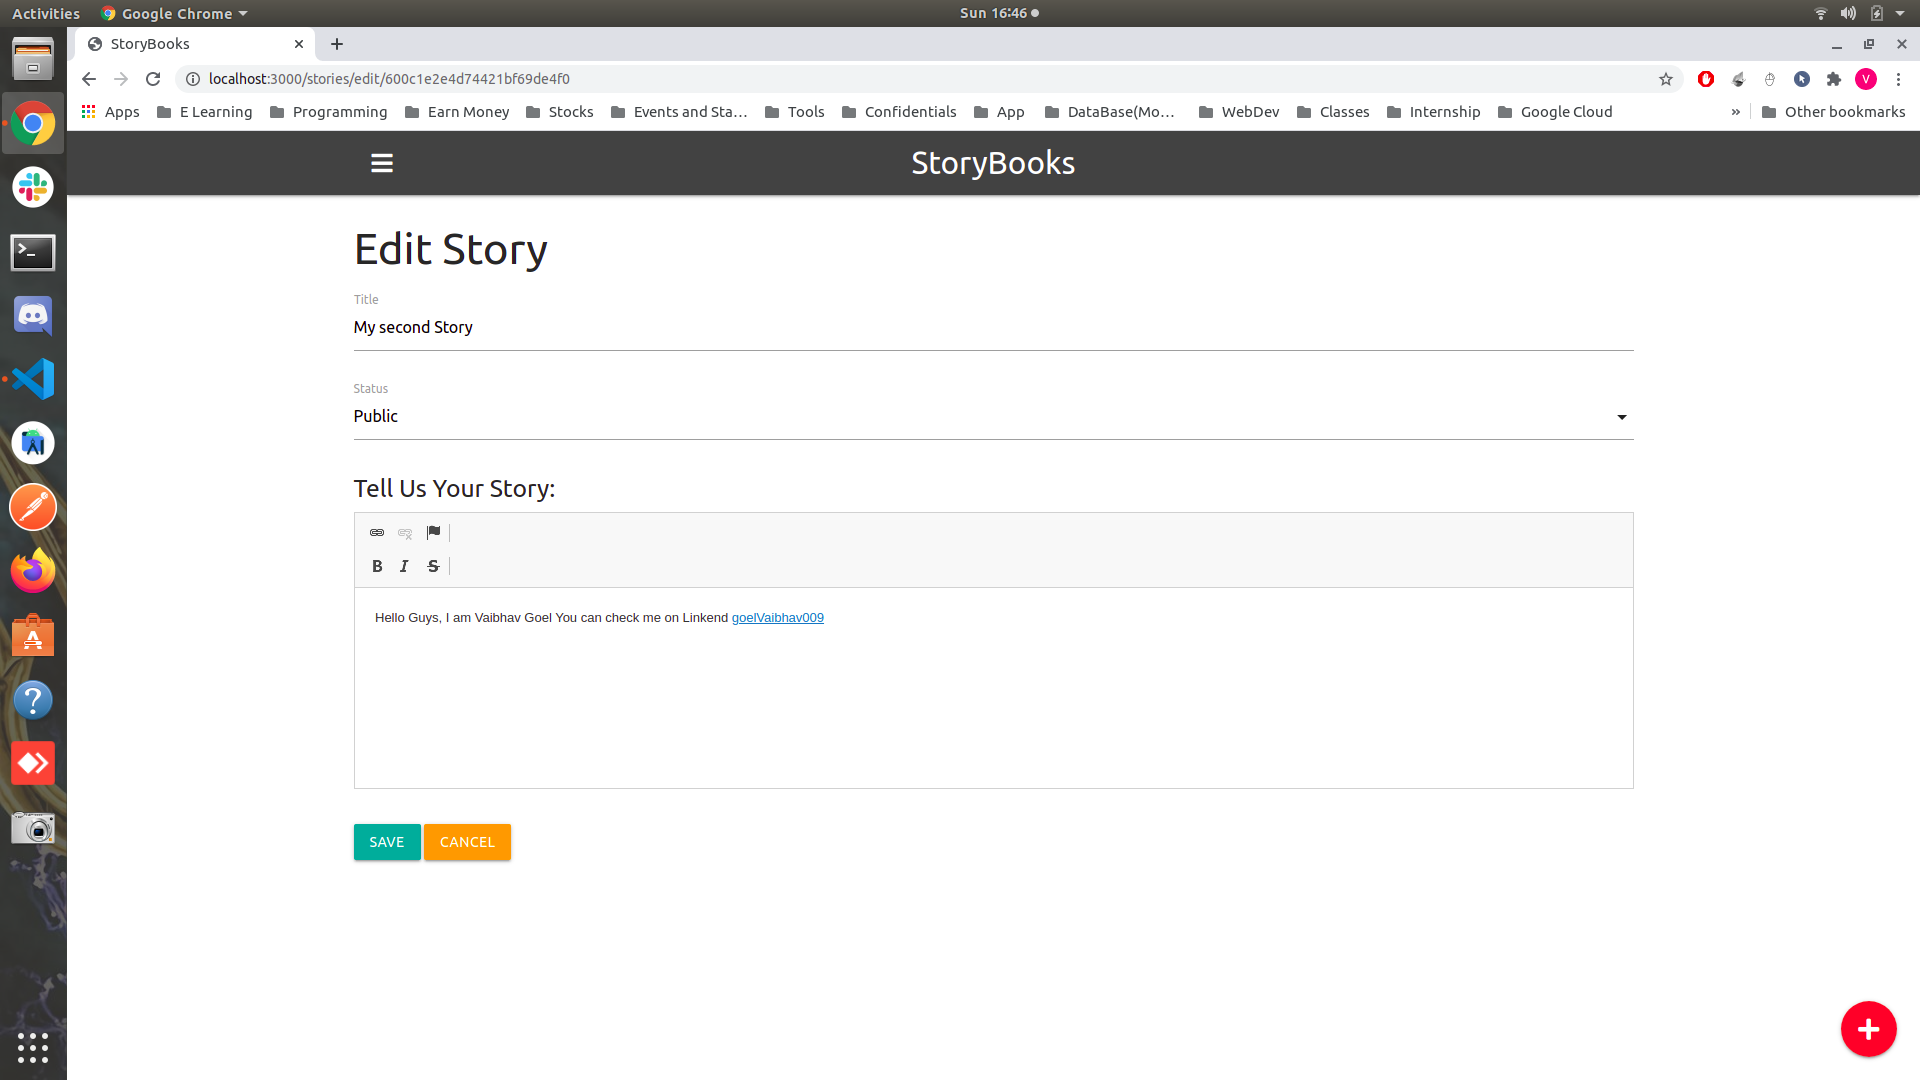 Activities Google Chrome Sun 16:46
StoryBooks
localhost:3000/stories/edit/600c1e2e4d74421bf69de4f0 V
Apps E Learning Programming Earn Money Stocks Events and Sta... Tools Confidentials App DataBase(Mo... WebDev Classes Internship Google Cloud » Other bookmarks
StoryBooks
Edit Story
Title
My second Story
Status
Public
Tell Us Your Story:
B I S
Hello Guys, I am Vaibhav Goel You can check me on Linkend goelVaibhav009
SAVE CANCEL